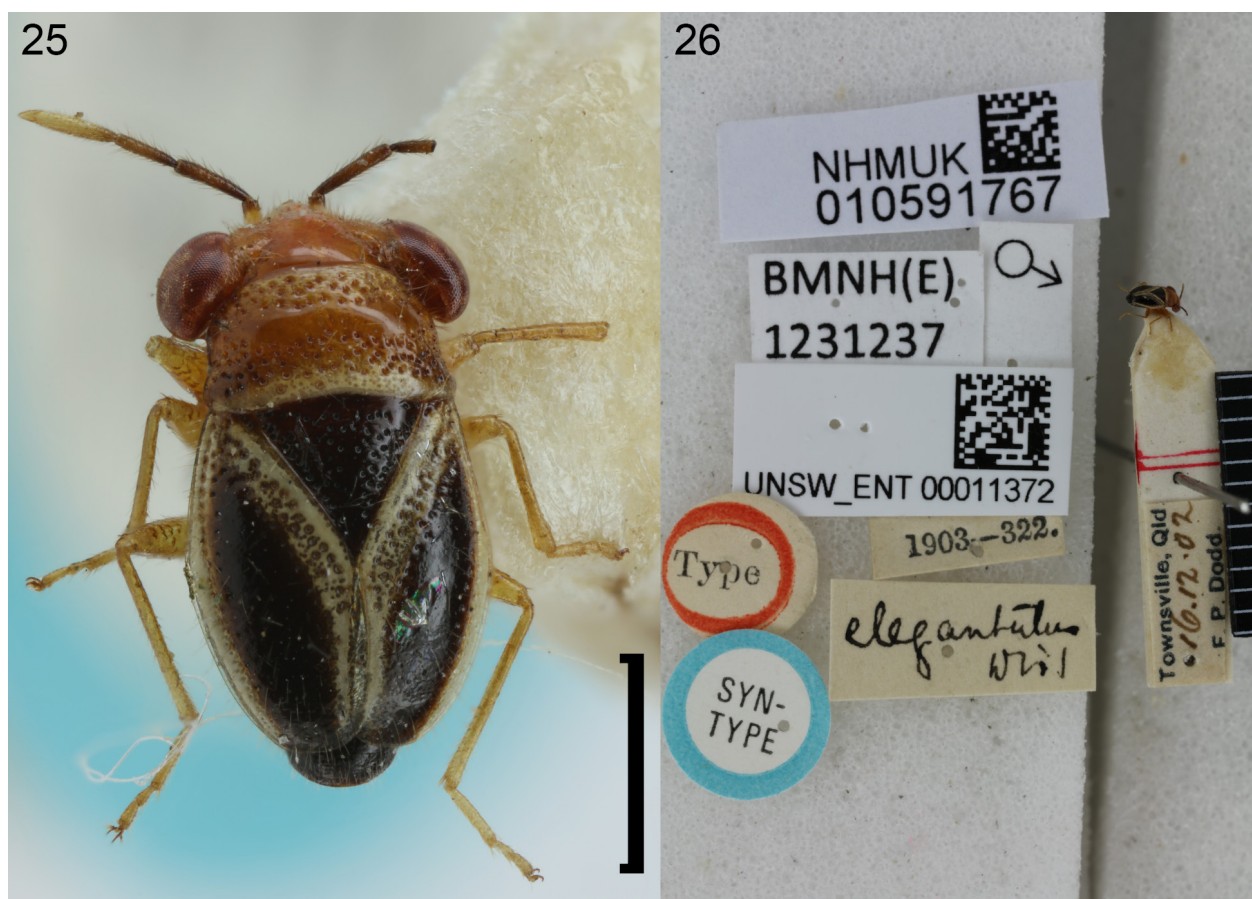 25
26
NHMUK
010591767
BMNH(E)
1231237
UNSW_ENT 00011372
1903—322.
Type
elegantulus
Dist
SYN-
TYPE
Townsville, Qld.
16.12.02
F. P. Dodd.